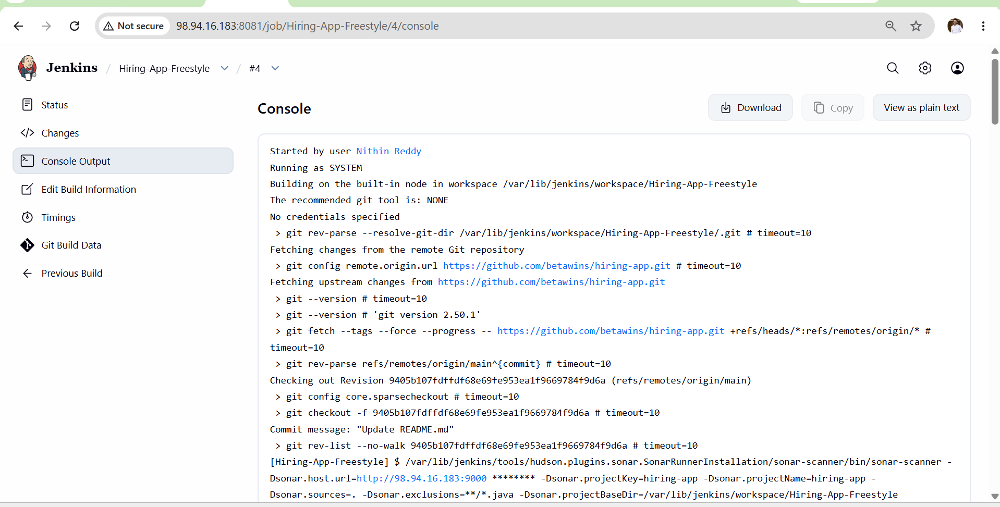 Not secure
98.94.16.183:8081/job/Hiring-App-Freestyle/4/console
Jenkins / Hiring-App-Freestyle / #4
Status
Changes
Console Output
Edit Build Information
Timings
Git Build Data
Previous Build
Console
Download
Copy
View as plain text
Started by user Nithin Reddy
Running as SYSTEM
Building on the built-in node in workspace /var/lib/jenkins/workspace/Hiring-App-Freestyle
The recommended git tool is: NONE
No credentials specified
> git rev-parse --resolve-git-dir /var/lib/jenkins/workspace/Hiring-App-Freestyle/.git # timeout=10
Fetching changes from the remote Git repository
> git config remote.origin.url https://github.com/betawins/hiring-app.git # timeout=10
Fetching upstream changes from https://github.com/betawins/hiring-app.git
> git --version # timeout=10
> git --version # 'git version 2.50.1'
> git fetch --tags --force --progress -- https://github.com/betawins/hiring-app.git +refs/heads/*:refs/remotes/origin/* #
timeout=10
> git rev-parse refs/remotes/origin/main^{commit} # timeout=10
Checking out Revision 9405b107fdffdf68e69fe953ea1f9669784f9d6a (refs/remotes/origin/main)
> git config core.sparsecheckout # timeout=10
> git checkout -f 9405b107fdffdf68e69fe953ea1f9669784f9d6a # timeout=10
Commit message: "Update README.md"
> git rev-list --no-walk 9405b107fdffdf68e69fe953ea1f9669784f9d6a # timeout=10
[Hiring-App-Freestyle] $ /var/lib/jenkins/tools/hudson.plugins.sonar.SonarRunnerInstallation/sonar-scanner/bin/sonar-scanner -
Dsonar.host.url=http://98.94.16.183:9000 ******** -Dsonar.projectKey=hiring-app -Dsonar.projectName=hiring-app -
Dsonar.sources=. -Dsonar.exclusions=**/*.java -Dsonar.projectBaseDir=/var/lib/jenkins/workspace/Hiring-App-Freestyle